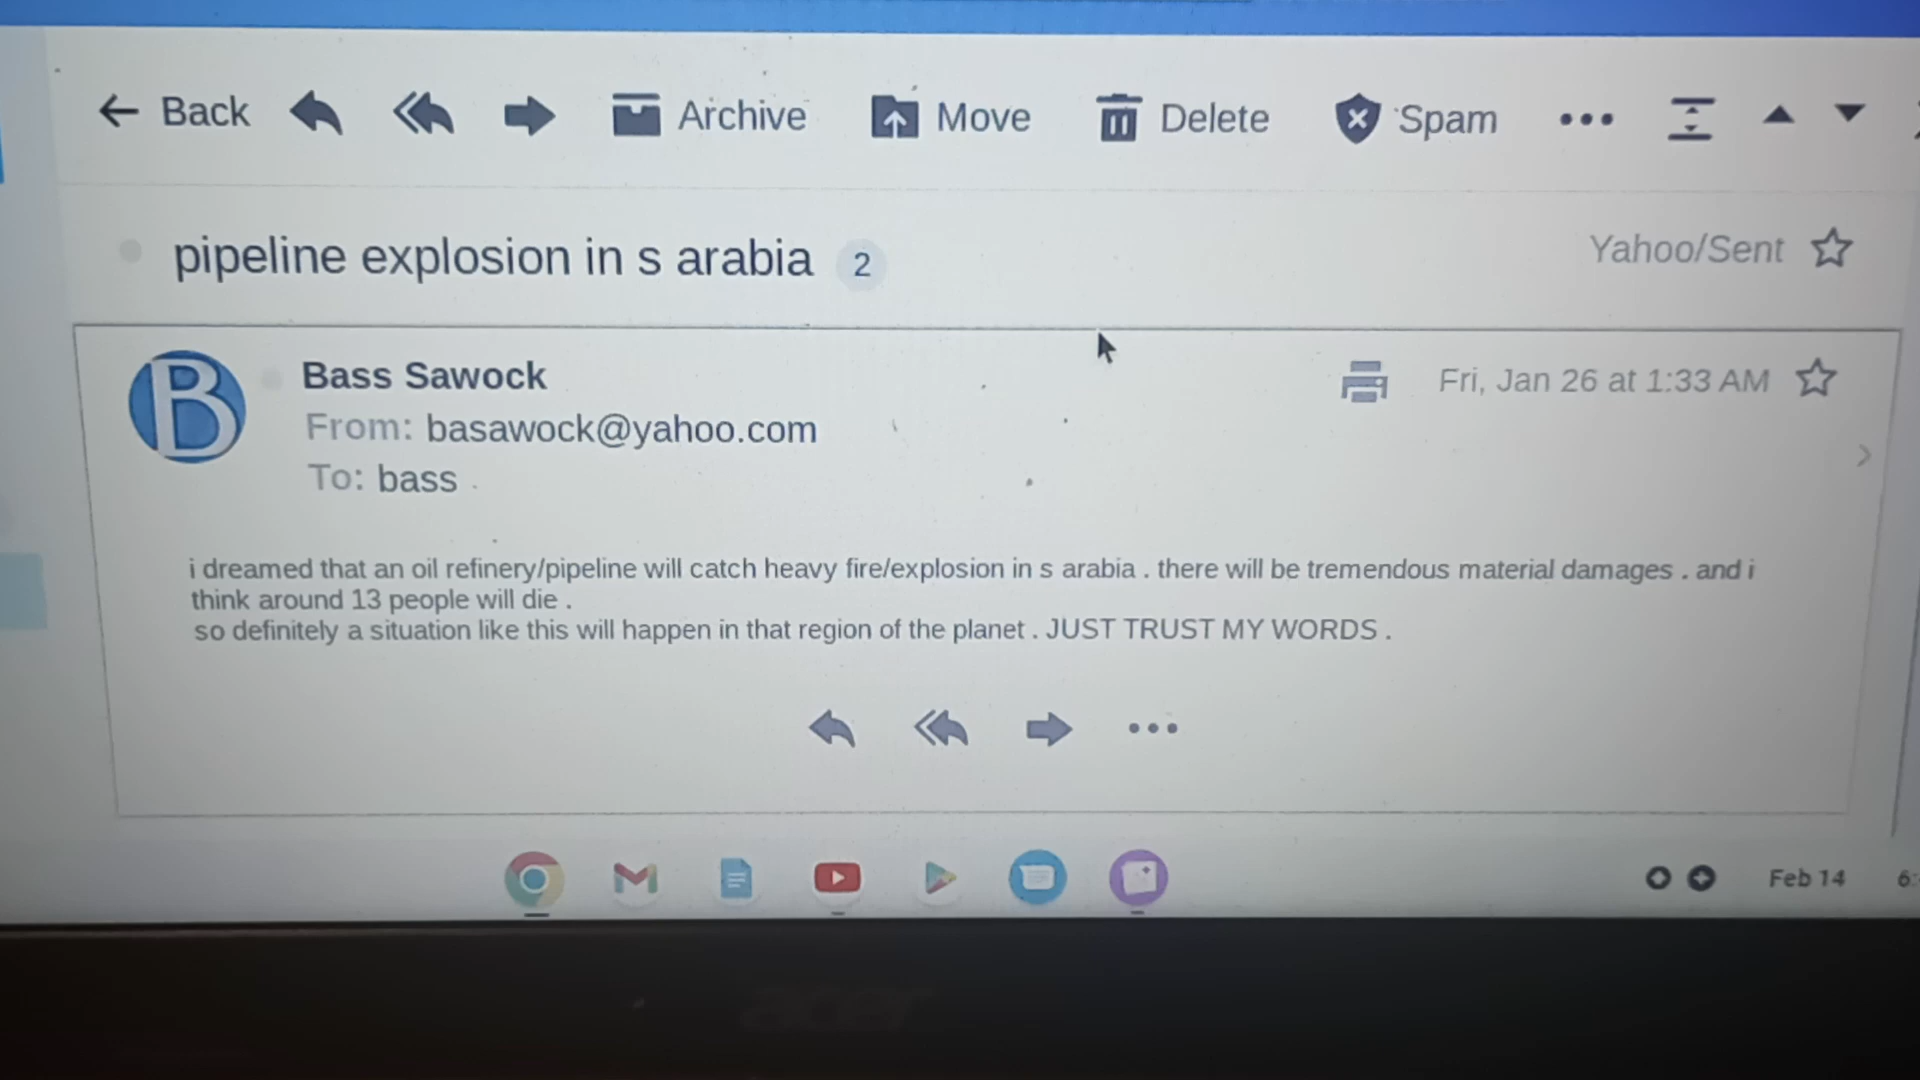 Back Archive Move Delete Spam
pipeline explosion in s arabia 2
Yahoo/Sent
B
Bass Sawock
Fri, Jan 26 at 1:33 AM
From: basawock@yahoo.com
To: bass
i dreamed that an oil refinery/pipeline will catch heavy fire/explosion in s arabia . there will be tremendous material damages . and i
think around 13 people will die .
so definitely a situation like this will happen in that region of the planet . JUST TRUST MY WORDS .
Feb 14 6:
acer